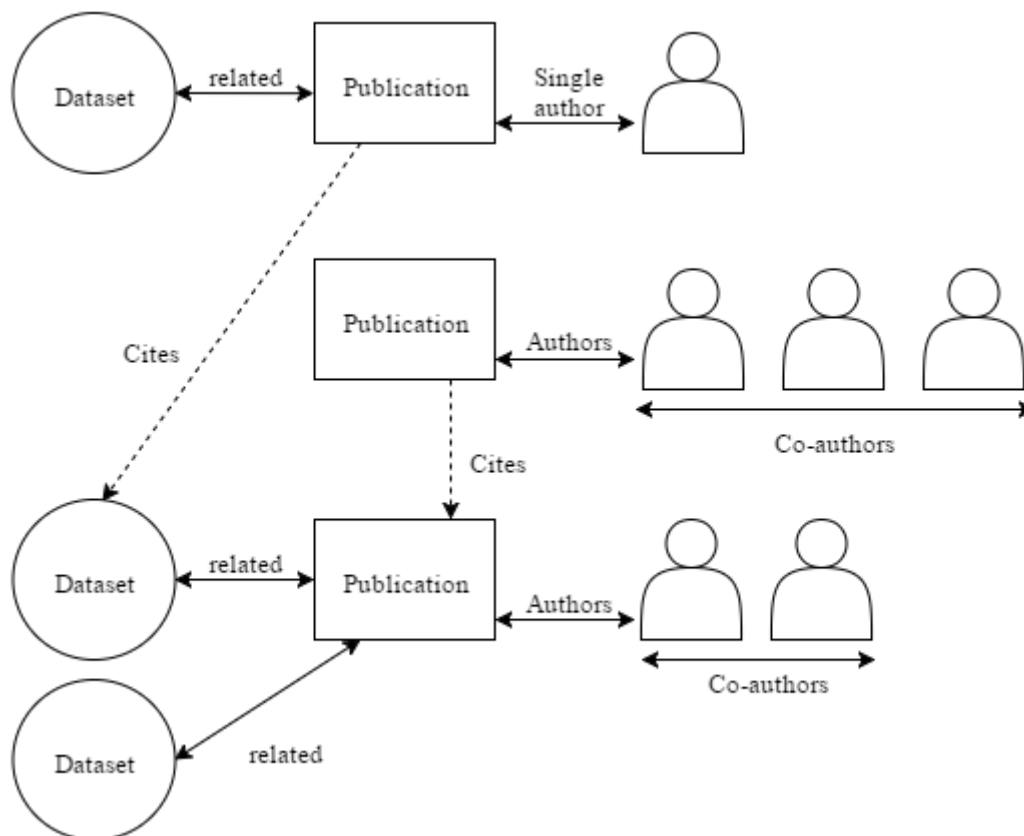 Dataset
related
Publication
Single
author
Publication
Authors
Cites
Co-authors
Cites
Dataset
related
Publication
Authors
Co-authors
Dataset
related